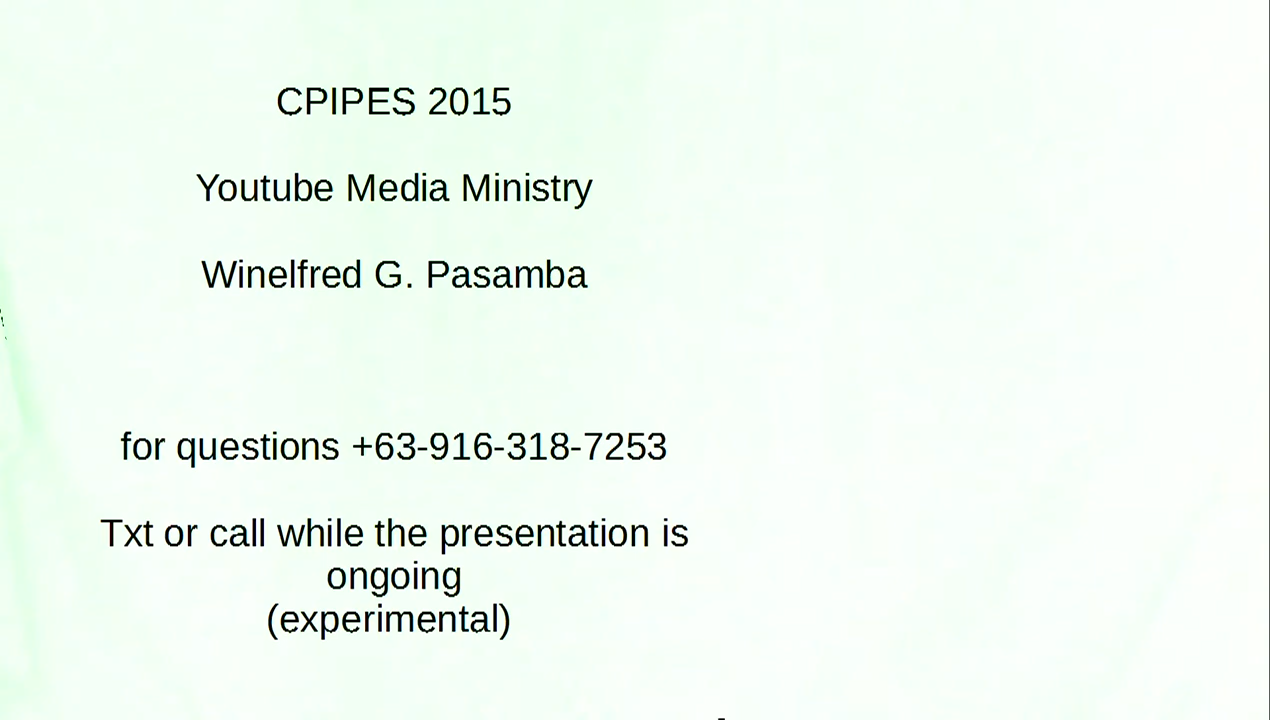 CPIPES 2015
Youtube Media Ministry
Winelfred G. Pasamba
for questions +63-916-318-7253
Txt or call while the presentation is
ongoing
(experimental)